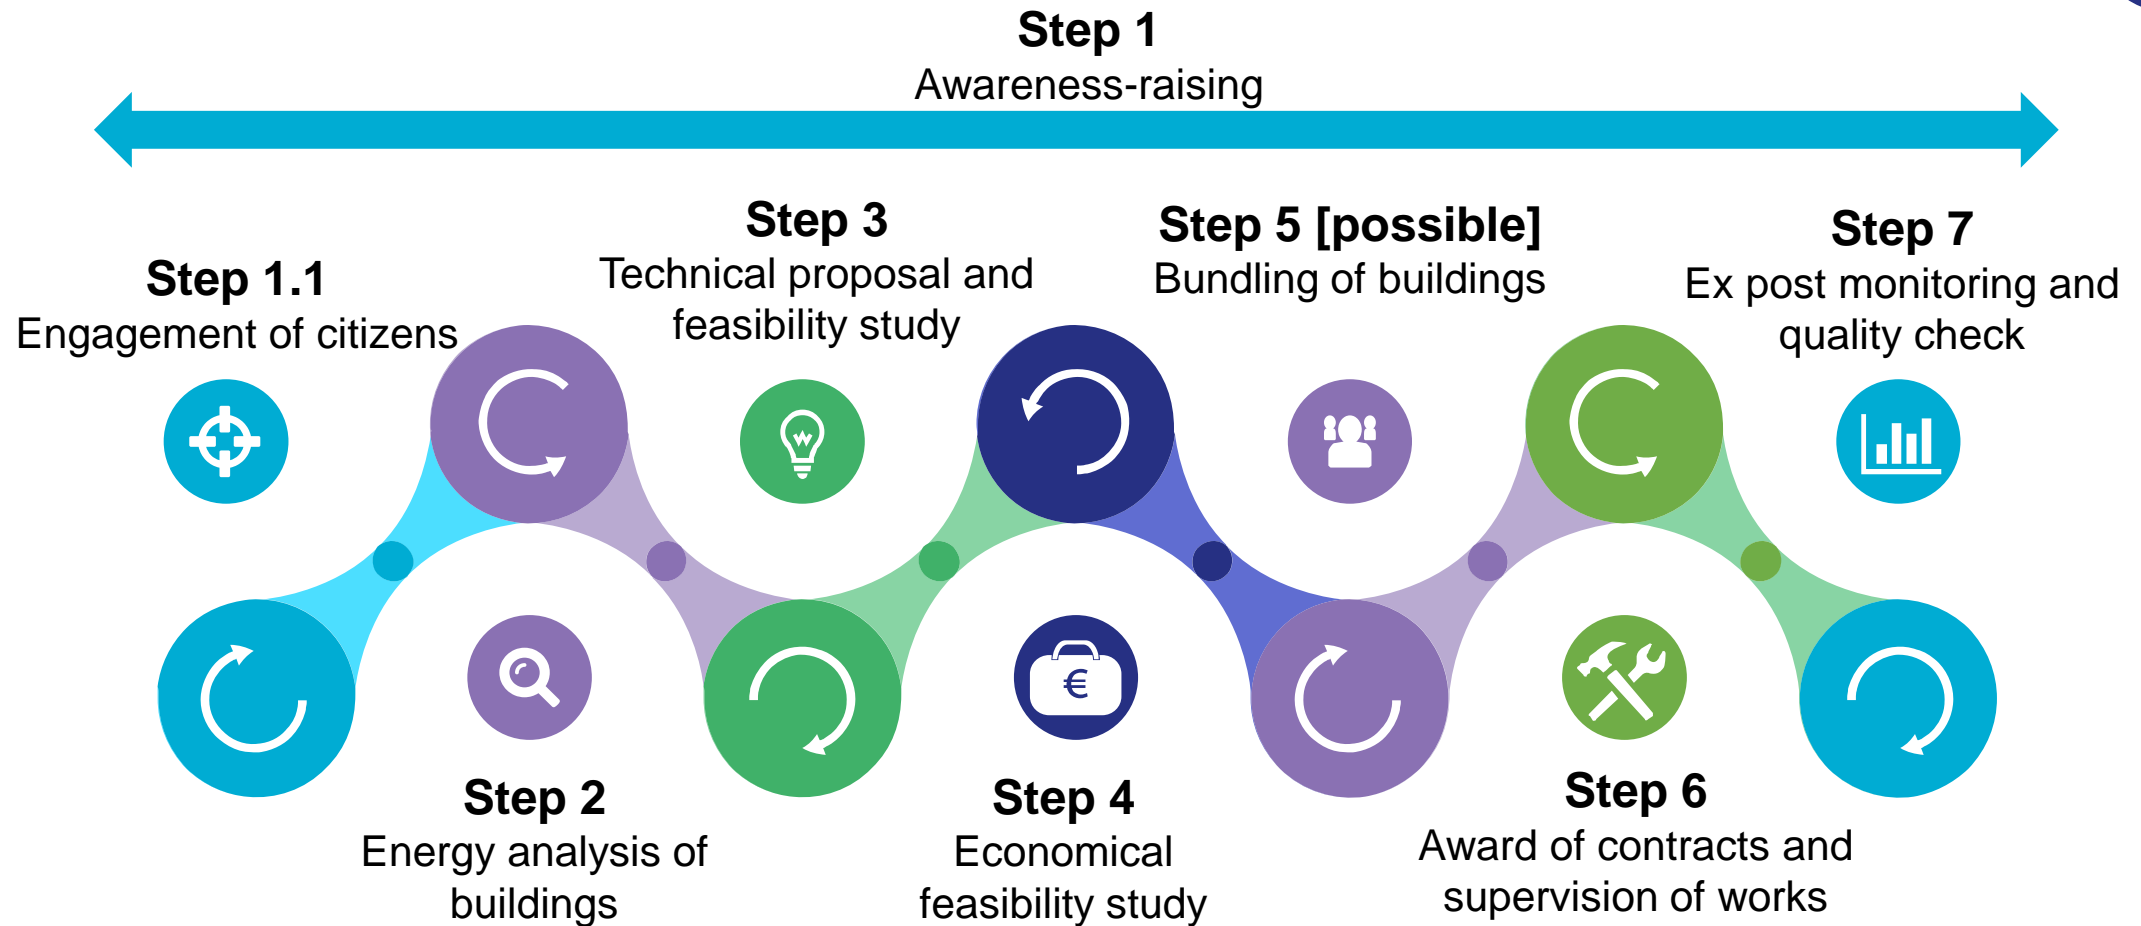 Step 1
Awareness-raising
Step 1.1
Engagement of citizens
Step 2
Energy analysis of
buildings
Step 3
Technical proposal and
feasibility study
Step 4
Economical
feasibility study
€
Step 5 [possible]
Bundling of buildings
Step 6
Award of contracts and
supervision of works
Step 7
Ex post monitoring and
quality check